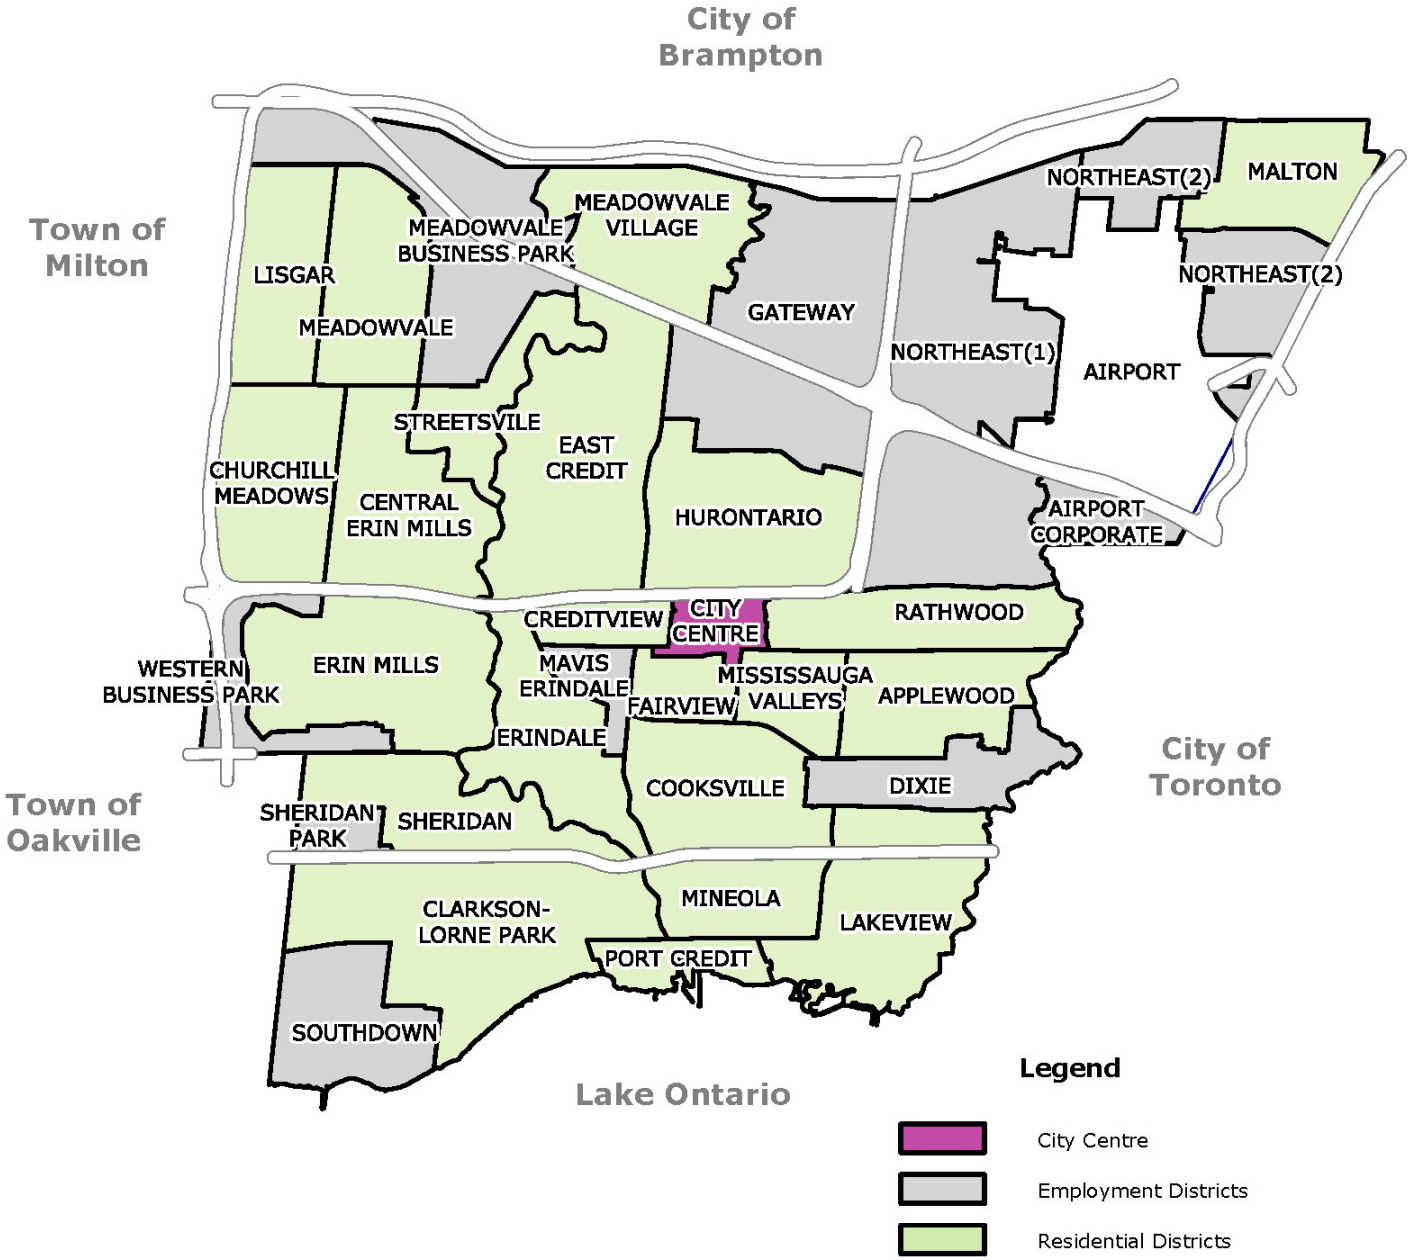 City of
Brampton
NORTHEAST(2)
MALTON
MEADOWVALE
VILLAGE
Town of
Milton
MEADOWVALE
BUSINESS PARK
LISGAR
NORTHEAST(2)
GATEWAY
MEADOWVALE
NORTHEAST(1)
AIRPORT
STREETSVILE
EAST
CREDIT
CHURCHILL
MEADOWS
CENTRAL
ERIN MILLS
HURONTARIO
AIRPORT
CORPORATE
CREDITVIEW
CITY
CENTRE
RATHWOOD
WESTERN
BUSINESS PARK
ERIN MILLS
MAVIS
ERINDALE
MISSISSAUGA
VALLEYS
APPLEWOOD
FAIRVIEW
ERINDALE
City of
Toronto
COOKSVILLE
DIXIE
Town of
Oakville
SHERIDAN
PARK
SHERIDAN
MINEOLA
CLARKSON-
LORNE PARK
LAKEVIEW
PORT CREDIT
SOUTHDOWN
Lake Ontario
Legend
City Centre
Employment Districts
Residential Districts